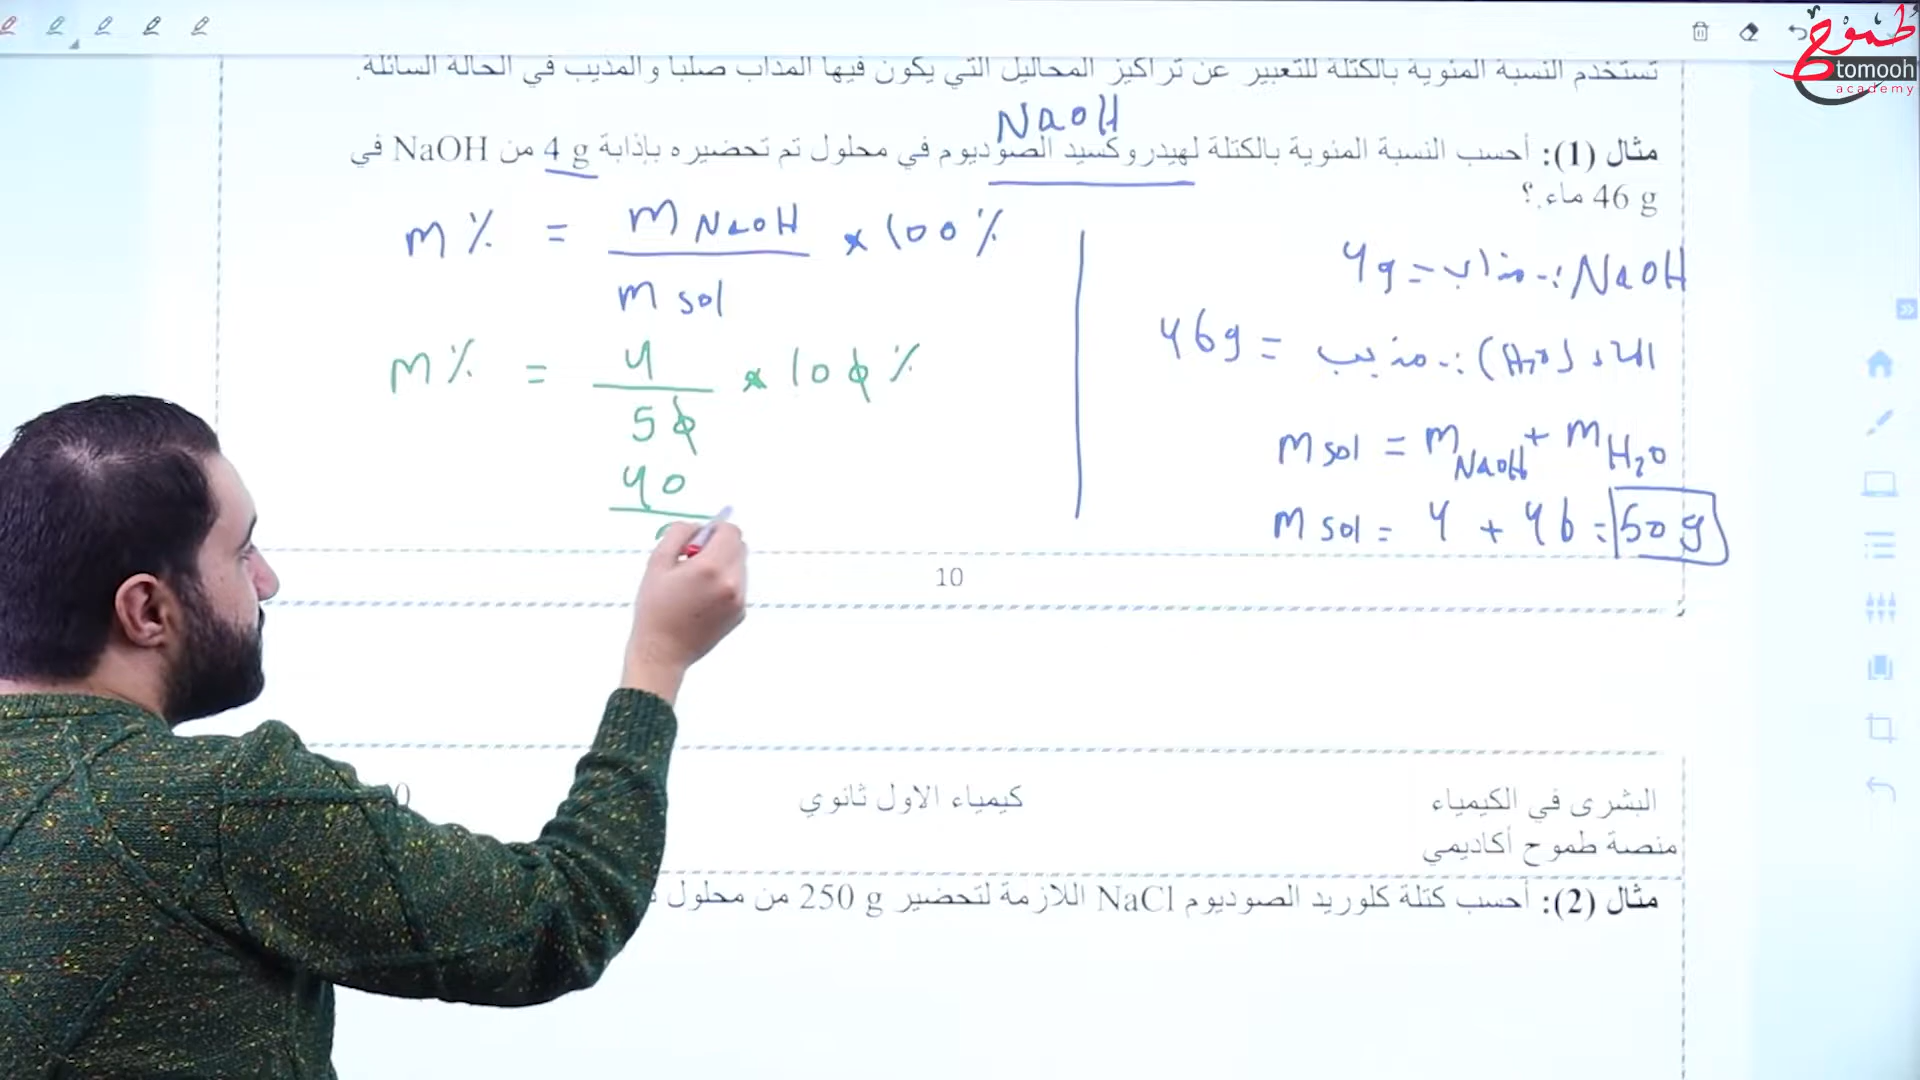 طموح
tomooh
academy
تستخدم النسبة المئوية بالكتلة للتعبير عن تراكيز المحاليل التي يكون فيها المذاب صلبا والمذيب في الحالة السائلة.
NaOH
مثال (1): أحسب النسبة المئوية بالكتلة لهيدروكسيد الصوديوم في محلول تم تحضيره بإذابة 4 g من NaOH في
46 g ماء.؟
m % = m NaOH / m sol × 100 %
m % = 4 / 50 × 100 %
40
NaOH :- مذاب = 4g
الماء (H2O) :- مذيب = 46g
m sol = m NaOH + m H2O
m sol = 4 + 46 = 50 g
10
البشرى في الكيمياء
كيمياء الاول ثانوي
منصة طموح أكاديمي
مثال (2): أحسب كتلة كلوريد الصوديوم NaCl اللازمة لتحضير 250 g من محلول